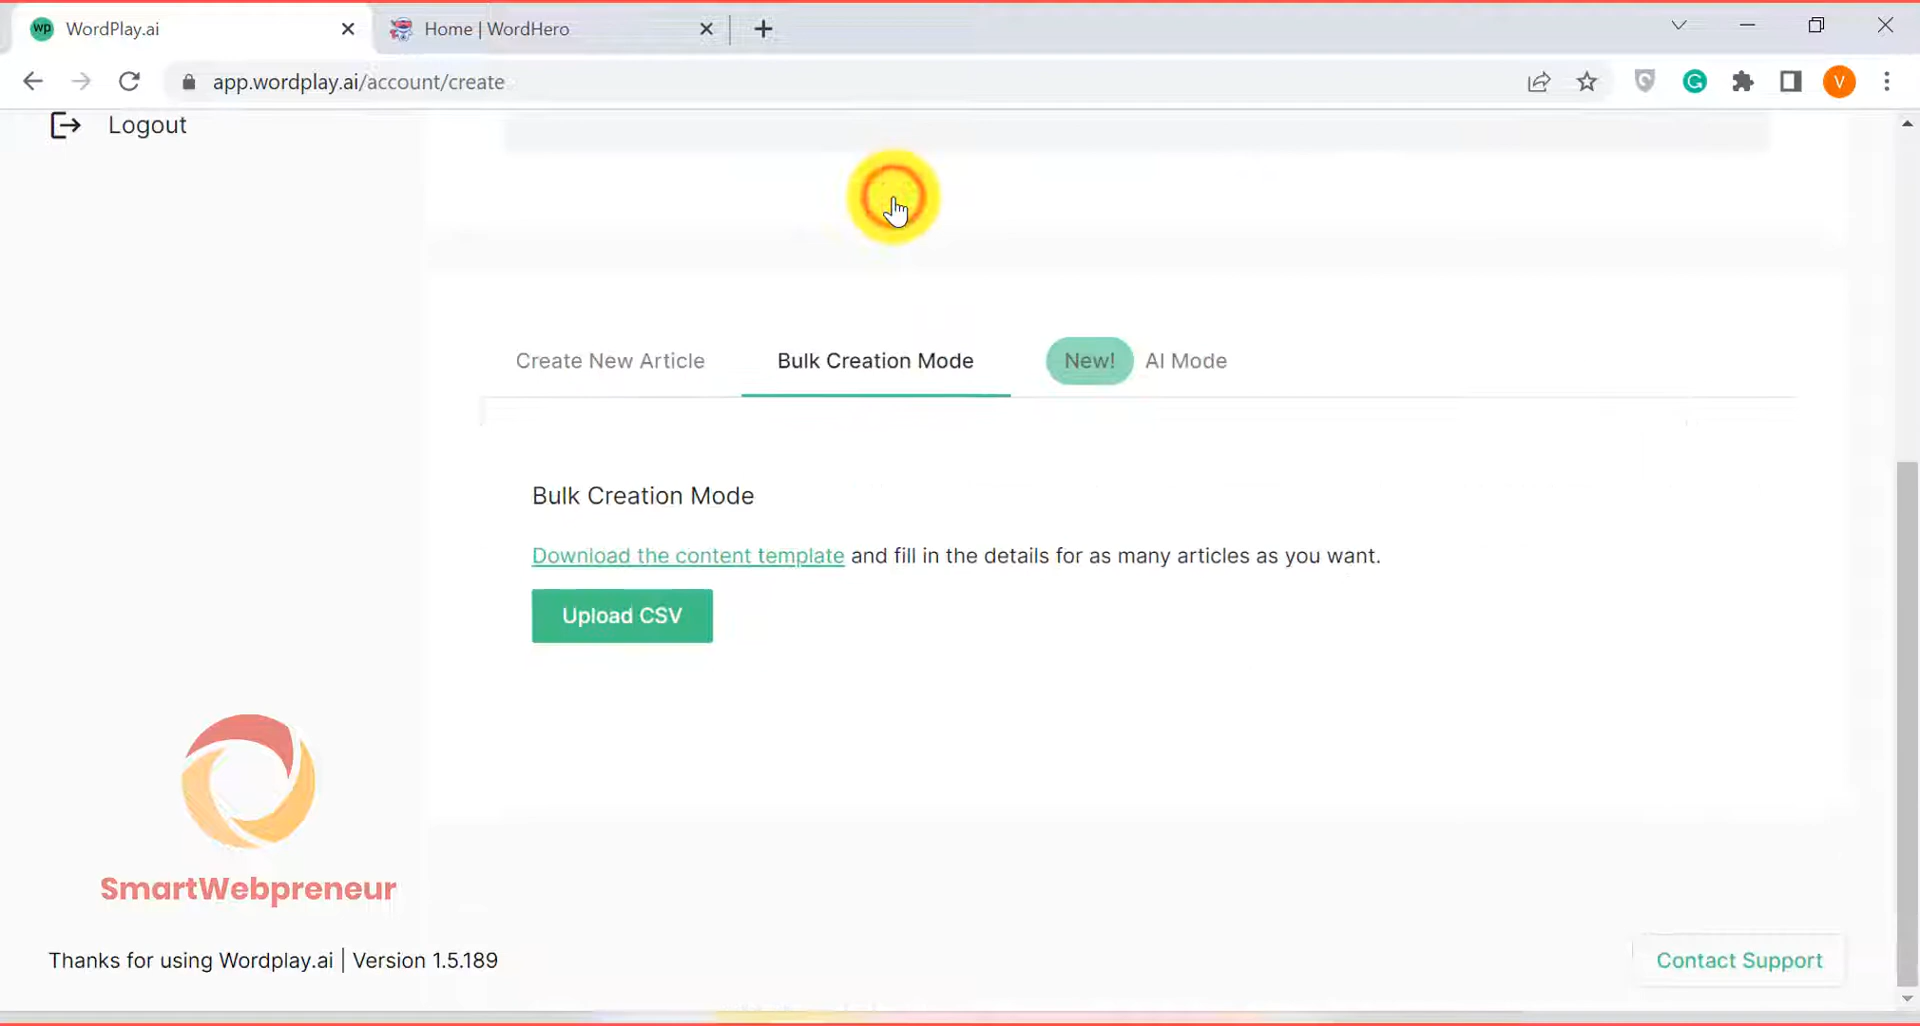 wp WordPlay.ai
Home | WordHero
app.wordplay.ai/account/create
V
Logout
Create New Article
Bulk Creation Mode
New! AI Mode
Bulk Creation Mode
Download the content template and fill in the details for as many articles as you want.
Upload CSV
SmartWebpreneur
Thanks for using Wordplay.ai | Version 1.5.189
Contact Support